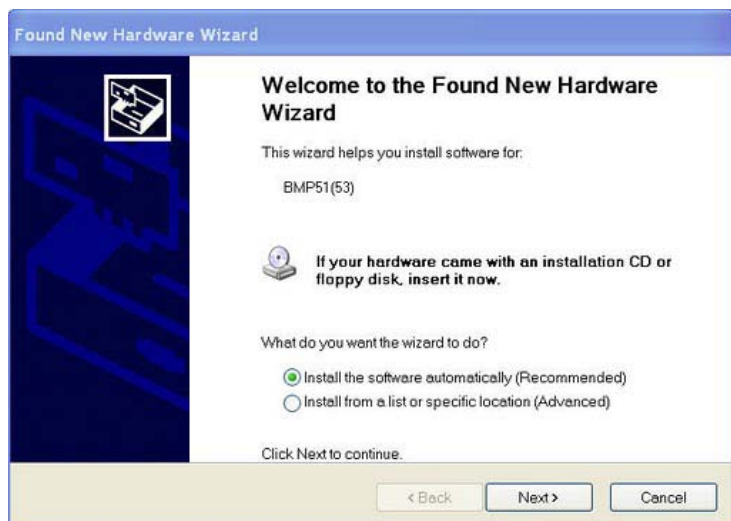 Found New Hardware Wizard
Welcome to the Found New Hardware
Wizard
This wizard helps you install software for:
BMP51(53)
If your hardware came with an installation CD or
floppy disk, insert it now.
What do you want the wizard to do?
Install the software automatically (Recommended)
Install from a list or specific location (Advanced)
Click Next to continue.
< Back
Next >
Cancel